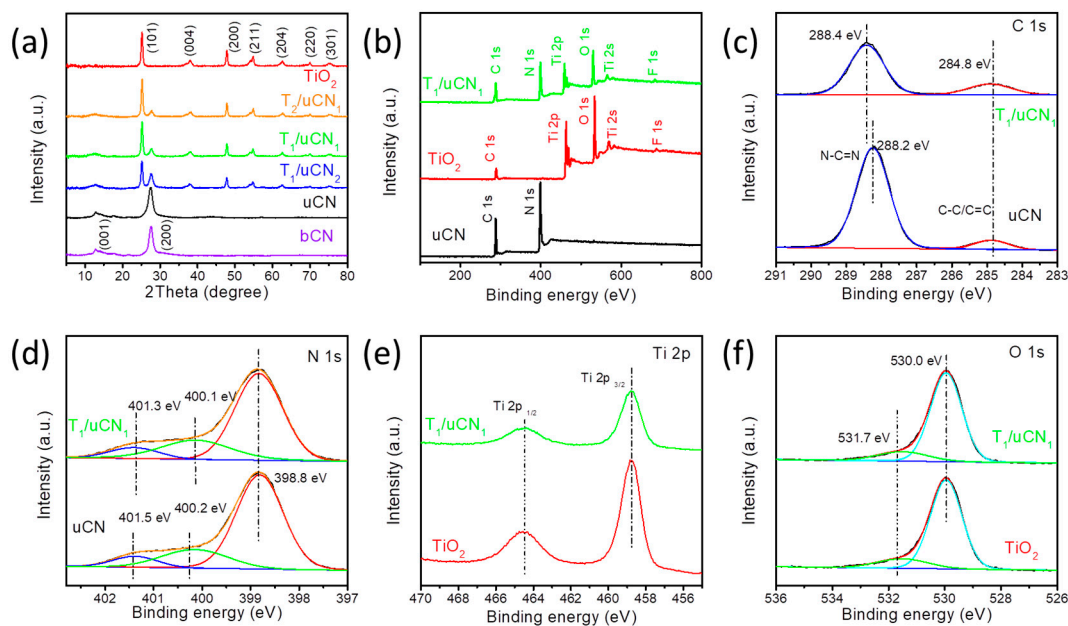 (a)
(101)
(004)
(200)
(211)
(204)
(220)
(301)
TiO2
T2/uCN1
T1/uCN1
T1/uCN2
uCN
(001)
(200)
bCN
Intensity (a.u.)
10 20 30 40 50 60 70 80
2Theta (degree)
(b)
C 1s
N 1s
Ti 2p
O 1s
Ti 2s
F 1s
T1/uCN1
C 1s
Ti 2p
O 1s
Ti 2s
F 1s
TiO2
C 1s
N 1s
uCN
Intensity (a.u.)
200 400 600 800
Binding energy (eV)
(c)
C 1s
288.4 eV
284.8 eV
T1/uCN1
N-C=N
288.2 eV
C-C/C=C
uCN
Intensity (a.u.)
291 290 289 288 287 286 285 284 283
Binding energy (eV)
(d)
N 1s
401.3 eV
400.1 eV
T1/uCN1
398.8 eV
400.2 eV
401.5 eV
uCN
Intensity (a.u.)
402 401 400 399 398 397
Binding energy (eV)
(e)
Ti 2p
Ti 2p 3/2
Ti 2p 1/2
T1/uCN1
TiO2
Intensity (a.u.)
470 468 466 464 462 460 458 456
Binding energy (eV)
(f)
O 1s
530.0 eV
531.7 eV
T1/uCN1
TiO2
Intensity (a.u.)
536 534 532 530 528 526
Binding energy (eV)